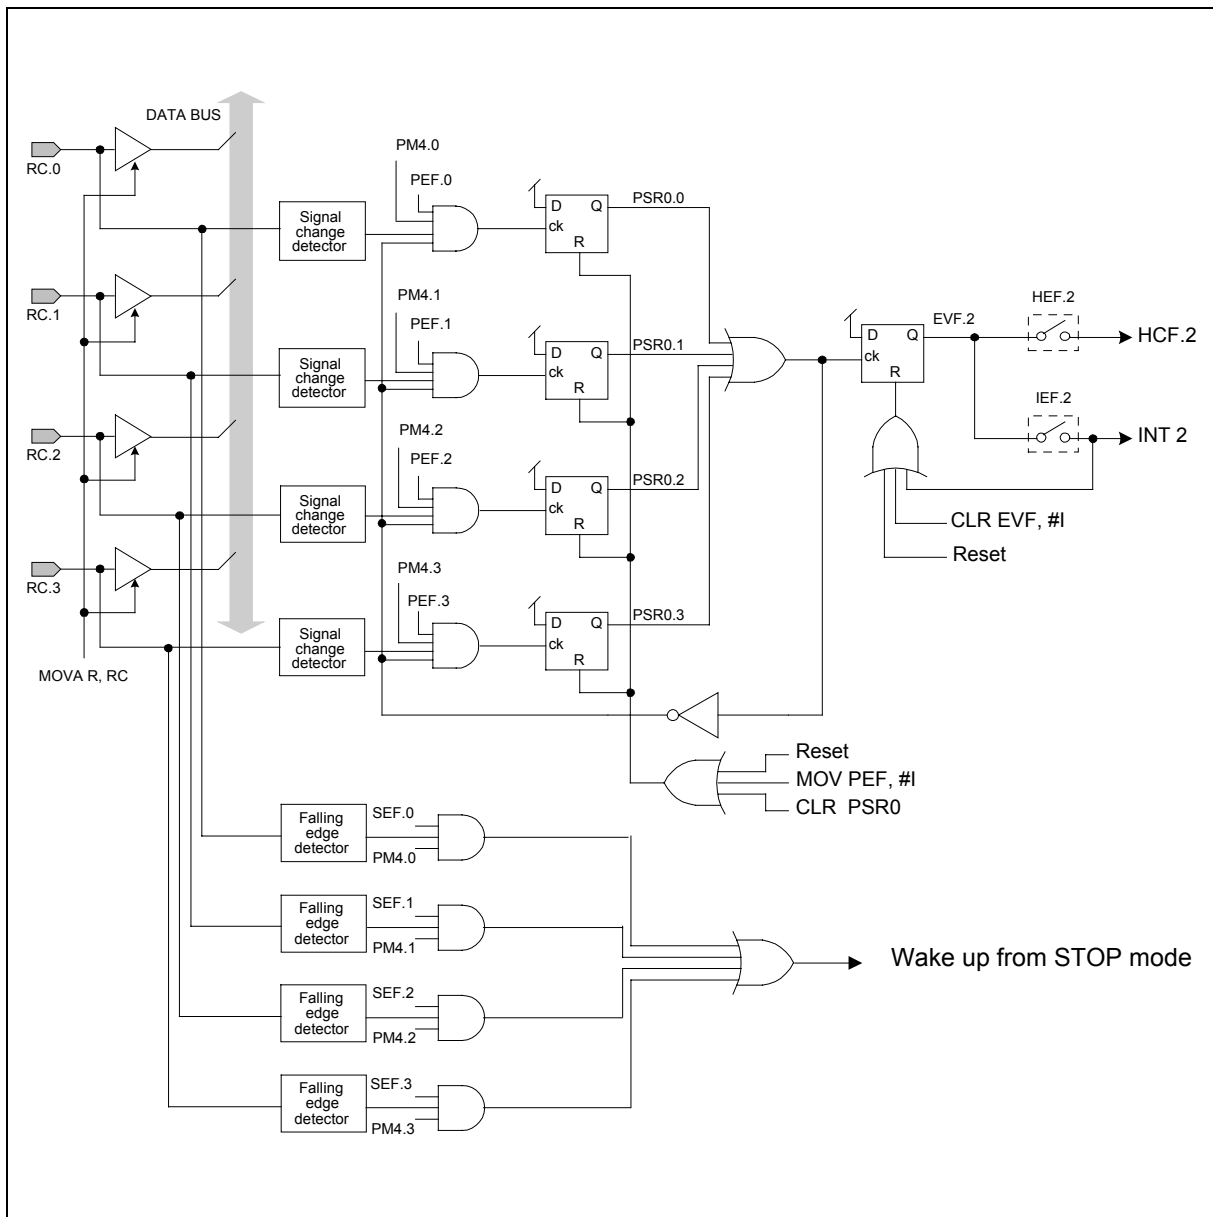 DATA BUS
RC.0
PM4.0
PEF.0
Signal
change
detector
D
Q
ck
R
PSR0.0
RC.1
PM4.1
PEF.1
Signal
change
detector
D
Q
ck
R
PSR0.1
D
Q
ck
R
EVF.2
HEF.2
HCF.2
IEF.2
INT 2
CLR EVF, #I
Reset
RC.2
PM4.2
PEF.2
Signal
change
detector
D
Q
ck
R
PSR0.2
RC.3
PM4.3
PEF.3
Signal
change
detector
D
Q
ck
R
PSR0.3
MOVA R, RC
Reset
MOV PEF, #I
CLR PSR0
Falling
edge
detector
SEF.0
PM4.0
Falling
edge
detector
SEF.1
PM4.1
Wake up from STOP mode
Falling
edge
detector
SEF.2
PM4.2
Falling
edge
detector
SEF.3
PM4.3